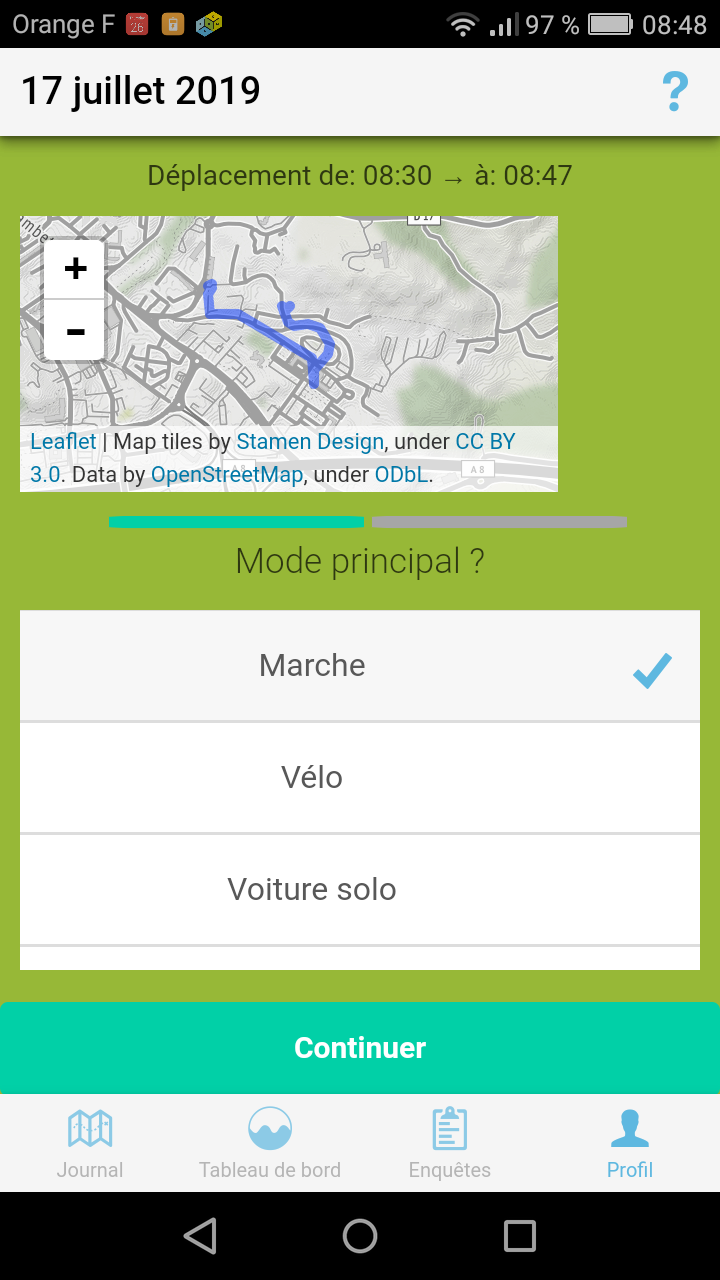 Orange F 26 97 % 08:48
17 juillet 2019 ?
Déplacement de: 08:30 → à: 08:47
D 17
+
-
Leaflet | Map tiles by Stamen Design, under CC BY
3.0. Data by OpenStreetMap, under ODbL.
A 8 A 8
Mode principal ?
Marche
Vélo
Voiture solo
Continuer
Journal Tableau de bord Enquêtes Profil